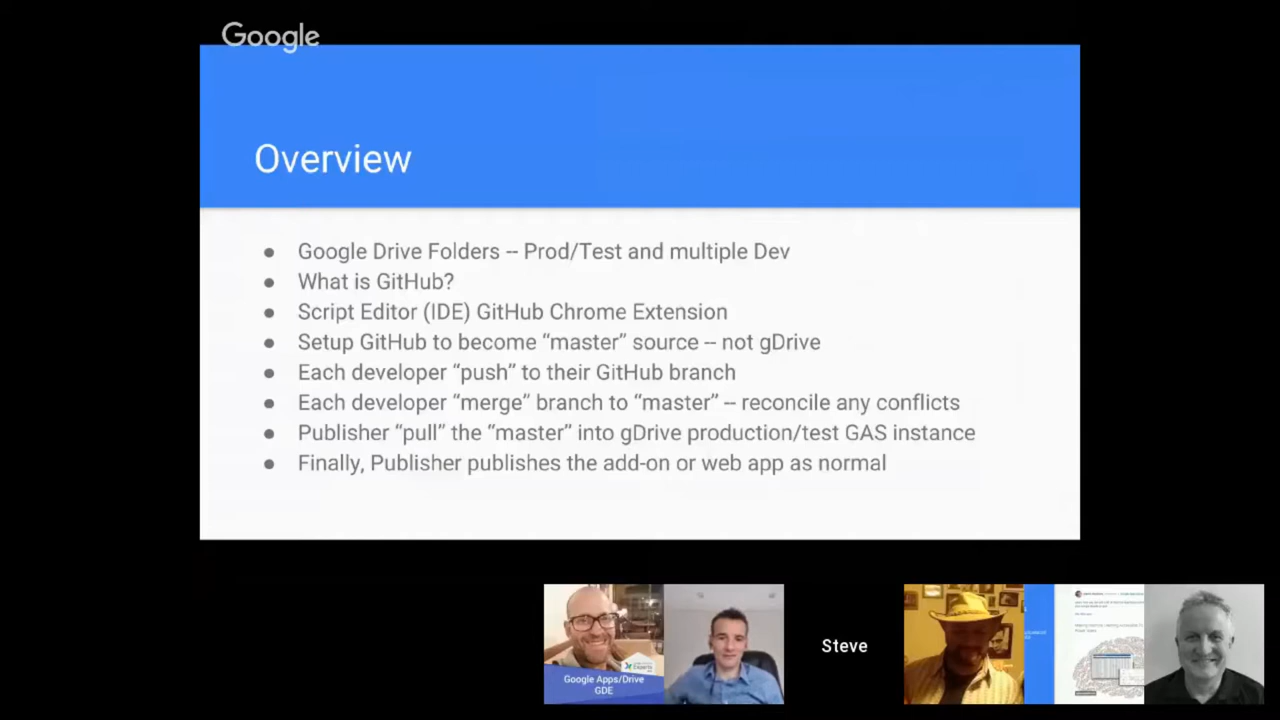 Google
Overview
● Google Drive Folders -- Prod/Test and multiple Dev
● What is GitHub?
● Script Editor (IDE) GitHub Chrome Extension
● Setup GitHub to become “master” source -- not gDrive
● Each developer “push” to their GitHub branch
● Each developer “merge” branch to “master” -- reconcile any conflicts
● Publisher “pull” the “master” into gDrive production/test GAS instance
● Finally, Publisher publishes the add-on or web app as normal
Experts
Google Apps/Drive
GDE
Steve